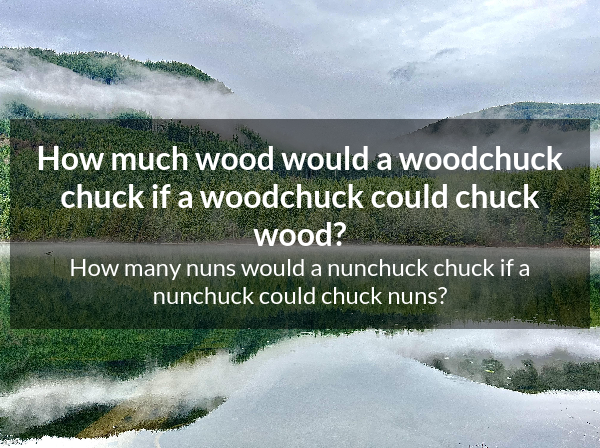 How much wood would a woodchuck
chuck if a woodchuck could chuck
wood?
How many nuns would a nunchuck chuck if a
nunchuck could chuck nuns?